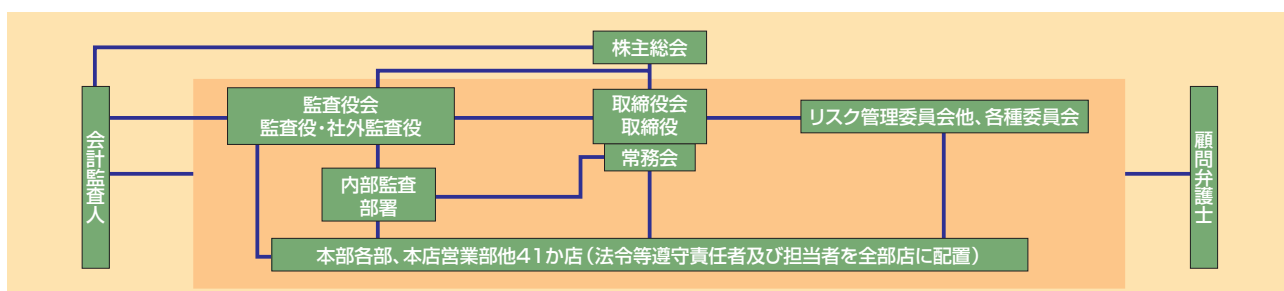 株主総会
会計監査人
監査役会
監査役・社外監査役
取締役会
取締役
リスク管理委員会他、各種委員会
顧問弁護士
常務会
内部監査
部署
本部各部、本店営業部他41か店(法令等遵守責任者及び担当者を全部店に配置)